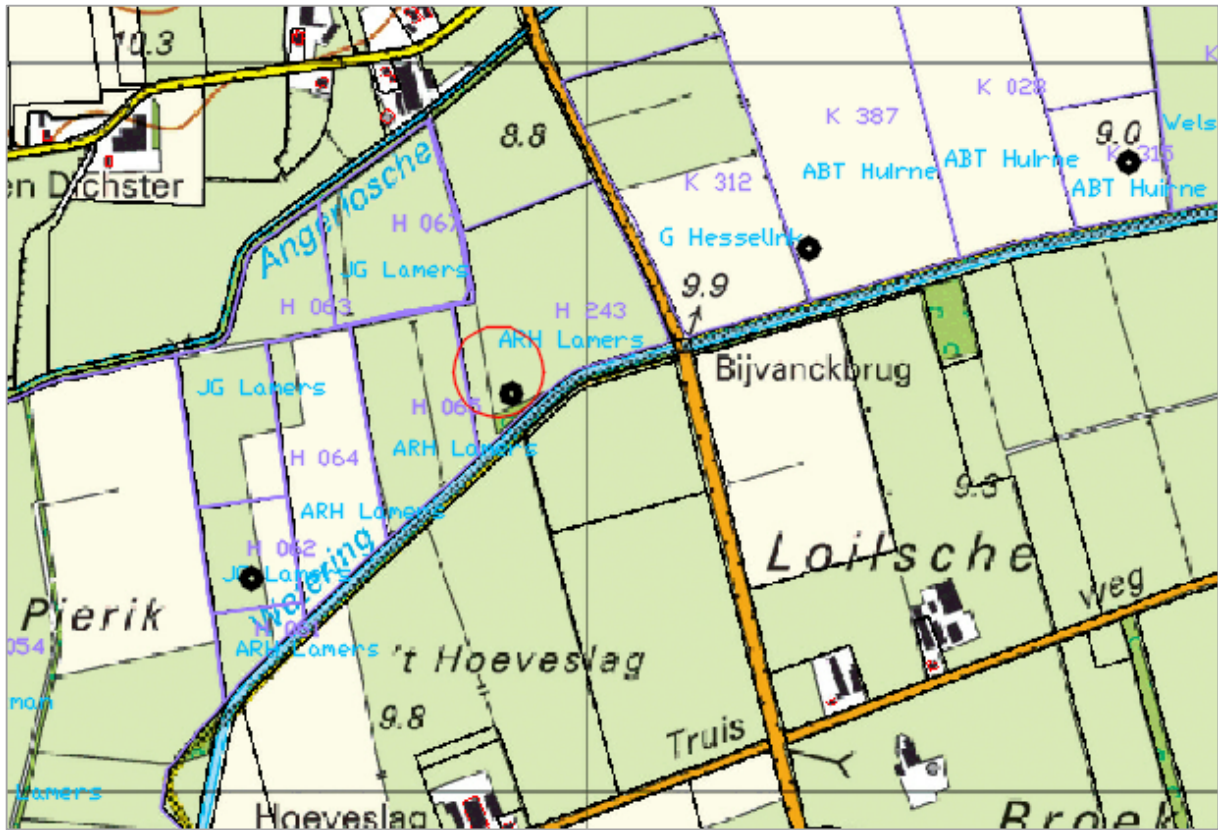 10.3
8.8
K 028
K 387
9.0
K 315
Wels
K
en Dichster
Angerlosche
K 312
ABT Huirne
ABT Huirne
ABT Huirne
H 067
G Hesselink
JG Lamers
9.9
H 063
H 243
ARH Lamers
Bijvanckbrug
JG Lamers
H 065
ARH Lamers
H 064
9.3
ARH Lamers
Loilsche
H 062
JG Lamers
Wetering
weg
Pierik
H 061
054
ARH Lamers
't Hoeveslag
man
9.8
Truis
Lamers
Hoeveslag
Broek